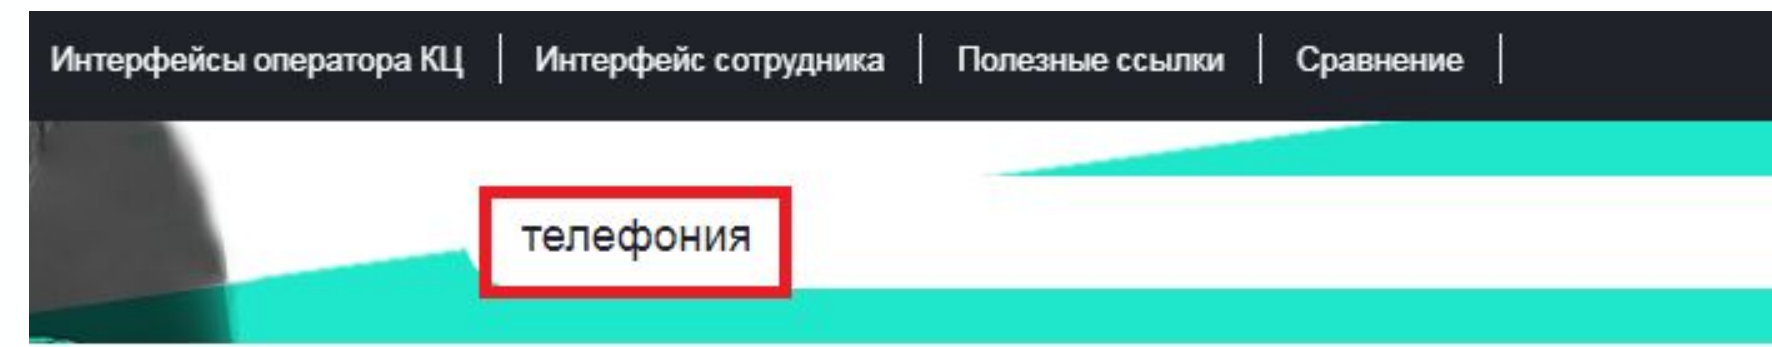 Интерфейсы оператора КЦ | Интерфейс сотрудника | Полезные ссылки | Сравнение |
телефония